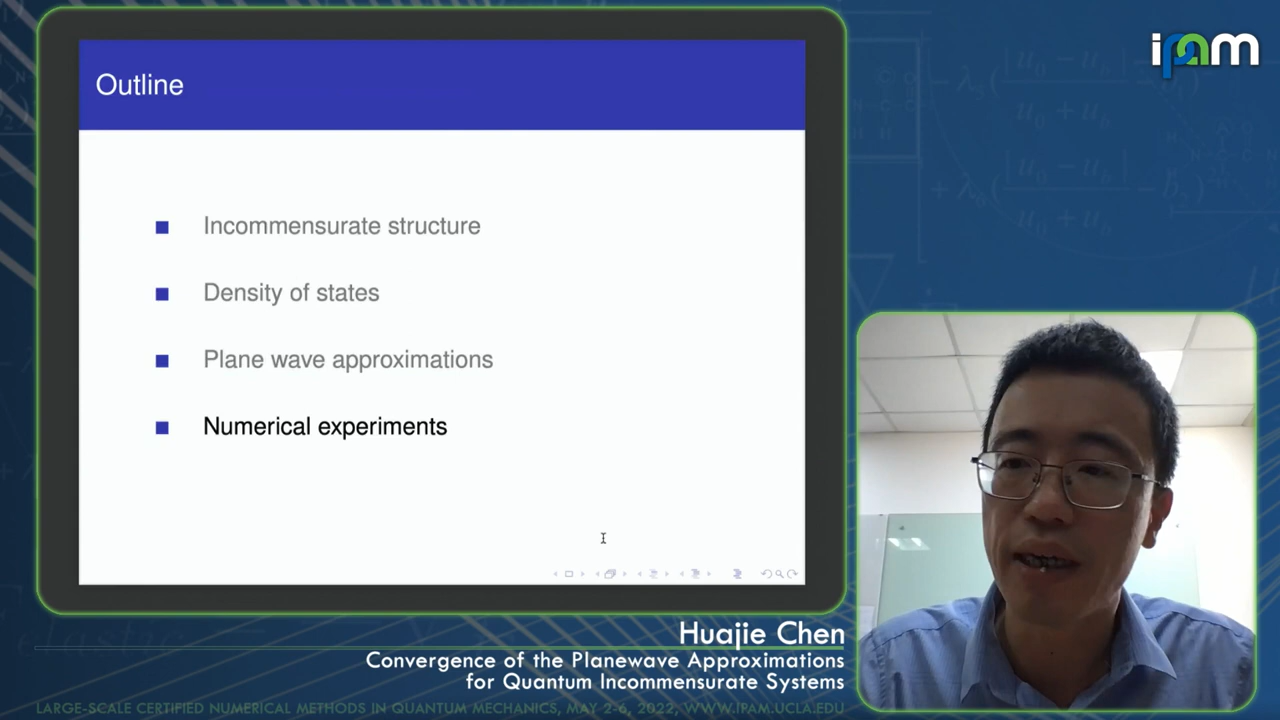 ipam
Outline
Incommensurate structure
Density of states
Plane wave approximations
Numerical experiments
Huajie Chen
Convergence of the Planewave Approximations
for Quantum Incommensurate Systems
LARGE-SCALE CERTIFIED NUMERICAL METHODS IN QUANTUM MECHANICS, MAY 2-6, 2022, WWW.IPAM.UCLA.EDU